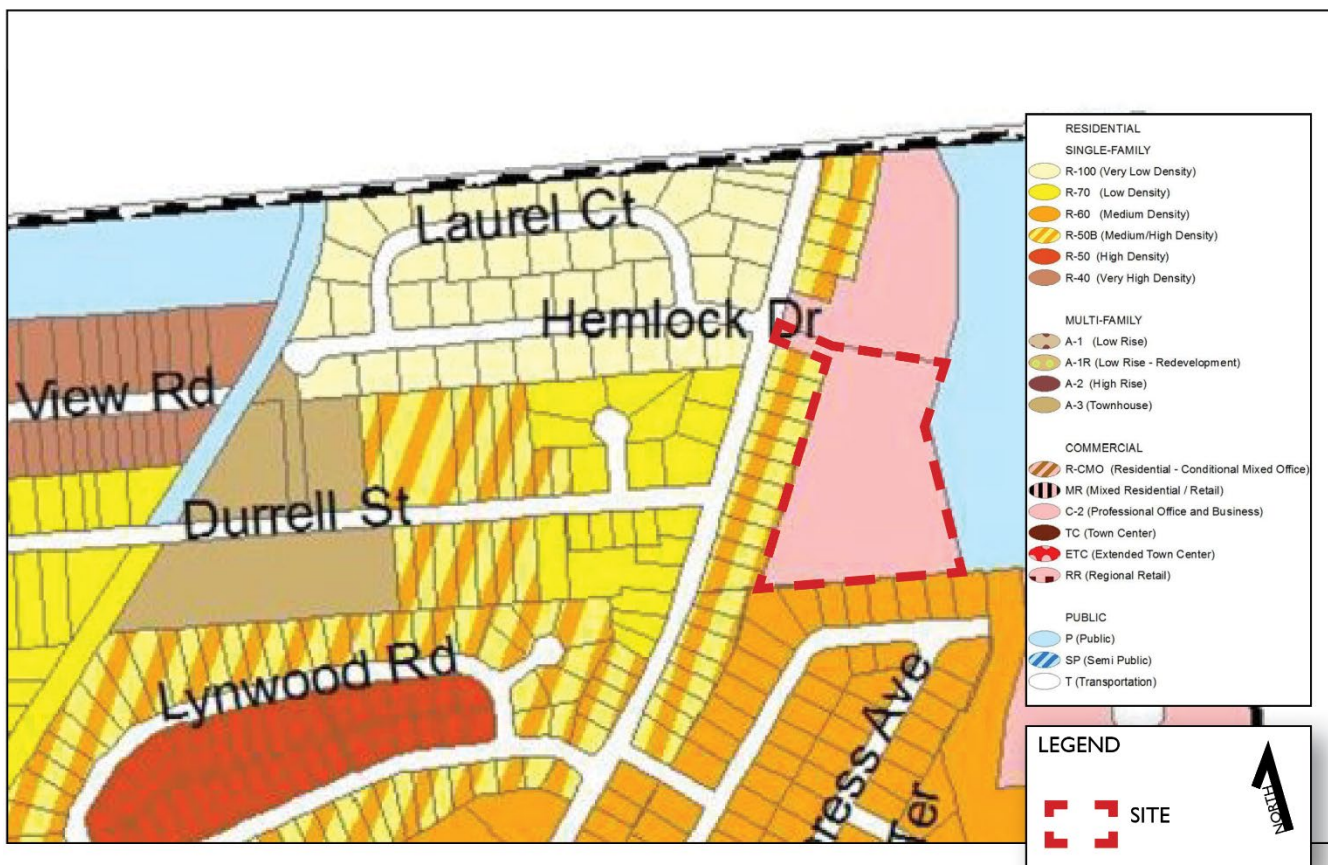 Laurel Ct
Hemlock Dr
View Rd
Durrell St
Lynwood Rd
ress Ave
Ter
RESIDENTIAL
SINGLE-FAMILY
R-100 (Very Low Density)
R-70 (Low Density)
R-60 (Medium Density)
R-50B (Medium/High Density)
R-50 (High Density)
R-40 (Very High Density)
MULTI-FAMILY
A-1 (Low Rise)
A-1R (Low Rise - Redevelopment)
A-2 (High Rise)
A-3 (Townhouse)
COMMERCIAL
R-CMO (Residential - Conditional Mixed Office)
MR (Mixed Residential / Retail)
C-2 (Professional Office and Business)
TC (Town Center)
ETC (Extended Town Center)
RR (Regional Retail)
PUBLIC
P (Public)
SP (Semi Public)
T (Transportation)
LEGEND
SITE
NORTH